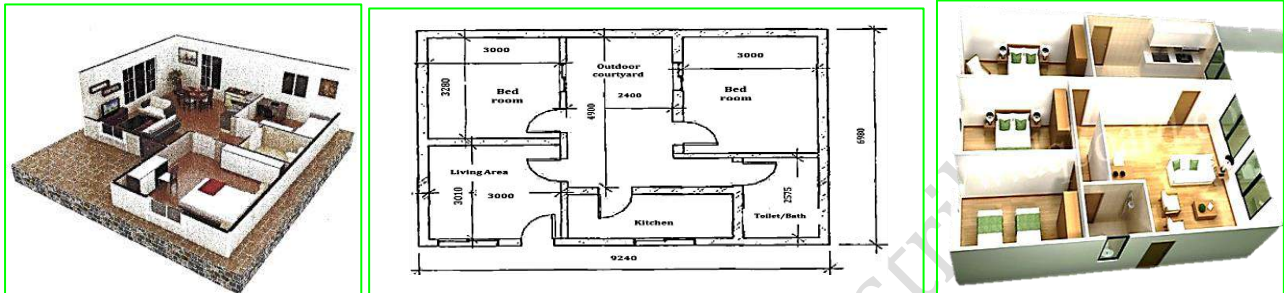 3000
Outdoor
courtyard
3000
3280
Bed
room
2400
Bed
room
4900
6980
Living Area
3010
3000
2575
Kitchen
Toilet/Bath
9240